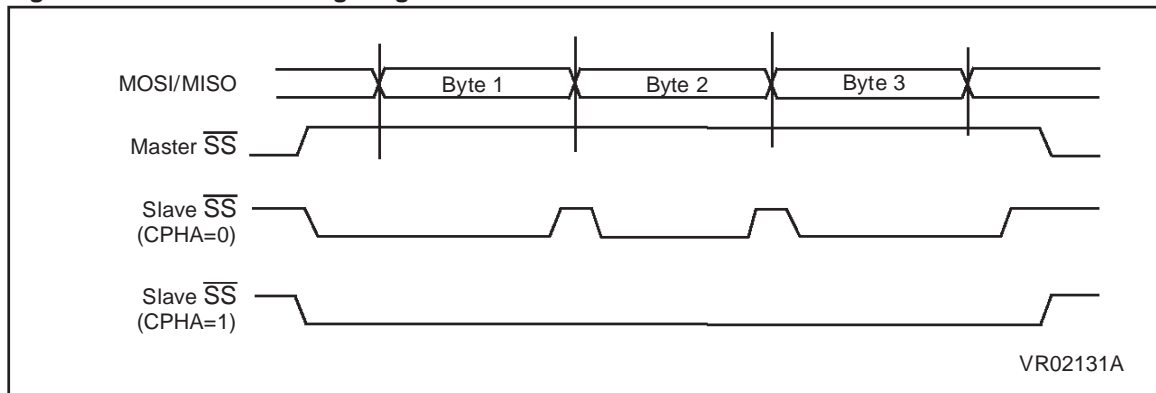 MOSI/MISO Byte 1 Byte 2 Byte 3
Master SS
Slave SS
(CPHA=0)
Slave SS
(CPHA=1)
VR02131A